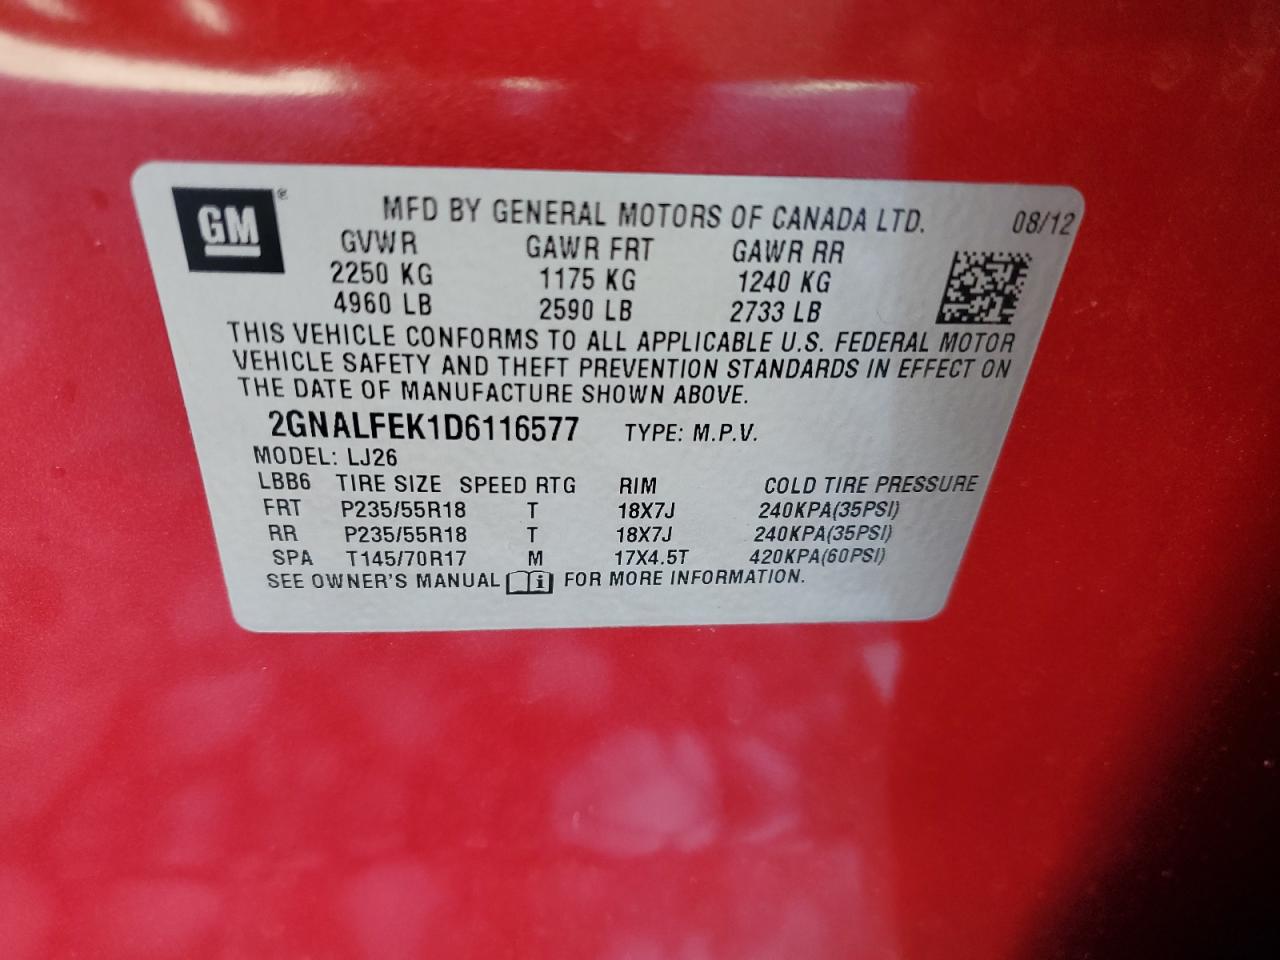 GM ®
MFD BY GENERAL MOTORS OF CANADA LTD. 08/12
GVWR GAWR FRT GAWR RR
2250 KG 1175 KG 1240 KG
4960 LB 2590 LB 2733 LB
THIS VEHICLE CONFORMS TO ALL APPLICABLE U.S. FEDERAL MOTOR
VEHICLE SAFETY AND THEFT PREVENTION STANDARDS IN EFFECT ON
THE DATE OF MANUFACTURE SHOWN ABOVE.
2GNALFEK1D6116577 TYPE: M.P.V.
MODEL: LJ26
LBB6 TIRE SIZE SPEED RTG RIM COLD TIRE PRESSURE
FRT P235/55R18 T 18X7J 240KPA(35PSI)
RR P235/55R18 T 18X7J 240KPA(35PSI)
SPA T145/70R17 M 17X4.5T 420KPA(60PSI)
SEE OWNER'S MANUAL i FOR MORE INFORMATION.